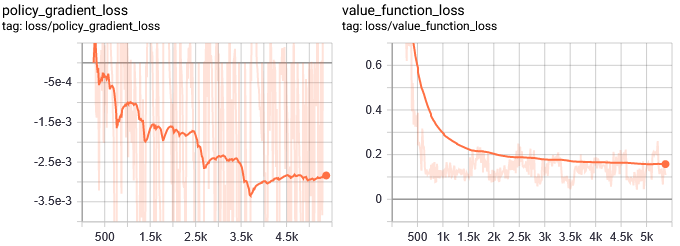 policy_gradient_loss
tag: loss/policy_gradient_loss
-5e-4
-1.5e-3
-2.5e-3
-3.5e-3
500 1.5k 2.5k 3.5k 4.5k
value_function_loss
tag: loss/value_function_loss
0.6
0.4
0.2
0
500 1k 1.5k 2k 2.5k 3k 3.5k 4k 4.5k 5k